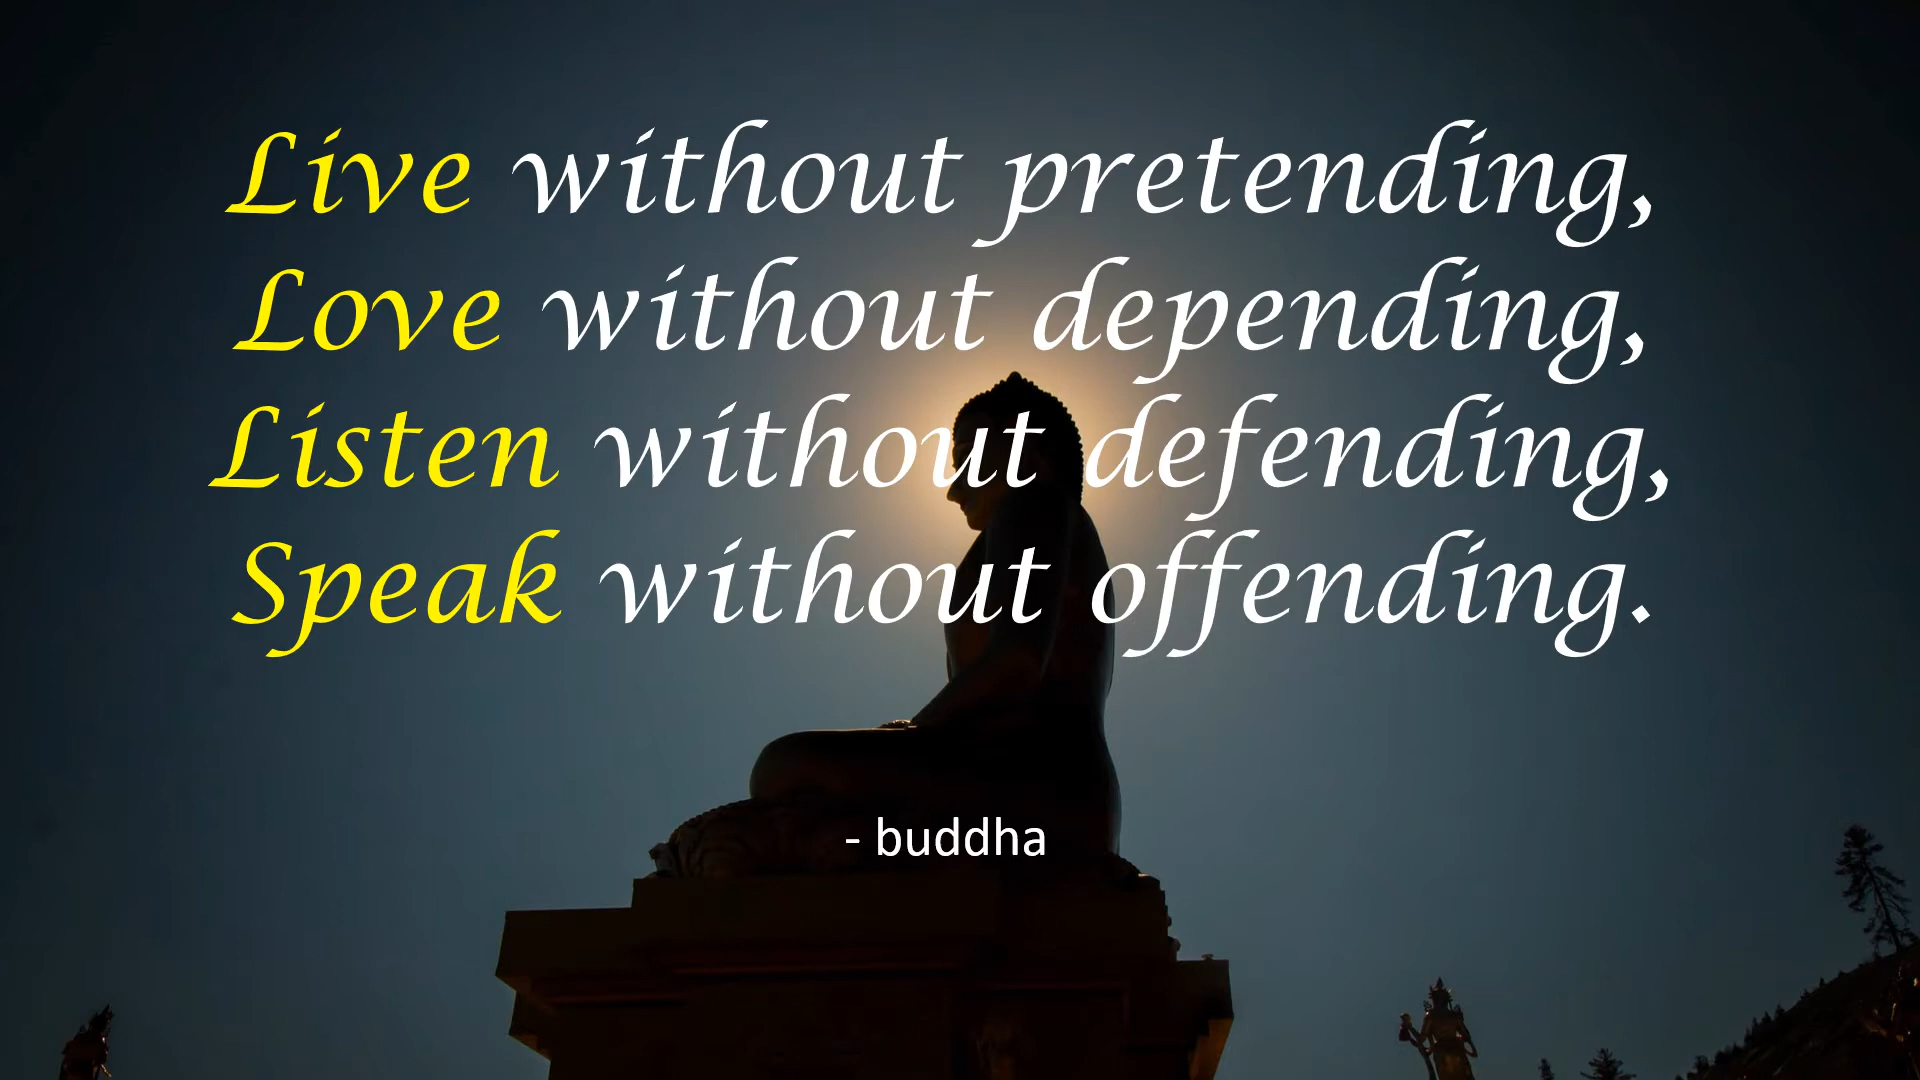 Live without pretending,
Love without depending,
Listen without defending,
Speak without offending.
- buddha